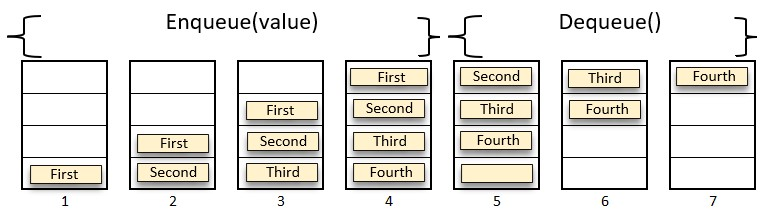 Enqueue(value) Dequeue()
First Second Third Fourth
First Second Third Fourth
First Second Third Fourth
First Second Third Fourth
1 2 3 4 5 6 7